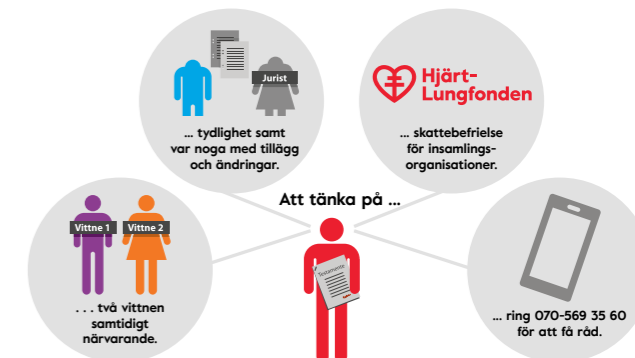 Jurist
... tydlighet samt
var noga med tillägg
och ändringar.
Hjärt-
Lungfonden
... skattebefrielse
för insamlings-
organisationer.
Att tänka på ...
Vittne 1
Vittne 2
. . . två vittnen
samtidigt
närvarande.
Testamente
... ring 070-569 35 60
för att få råd.